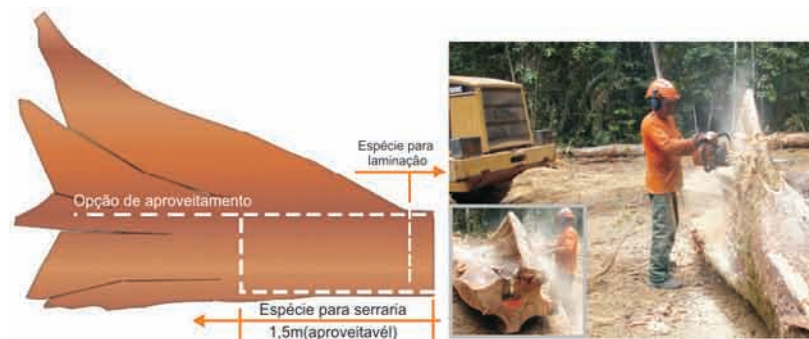 Espécie para
laminação
Opção de aproveitamento
Espécie para serraria
1,5m(aproveitavél)